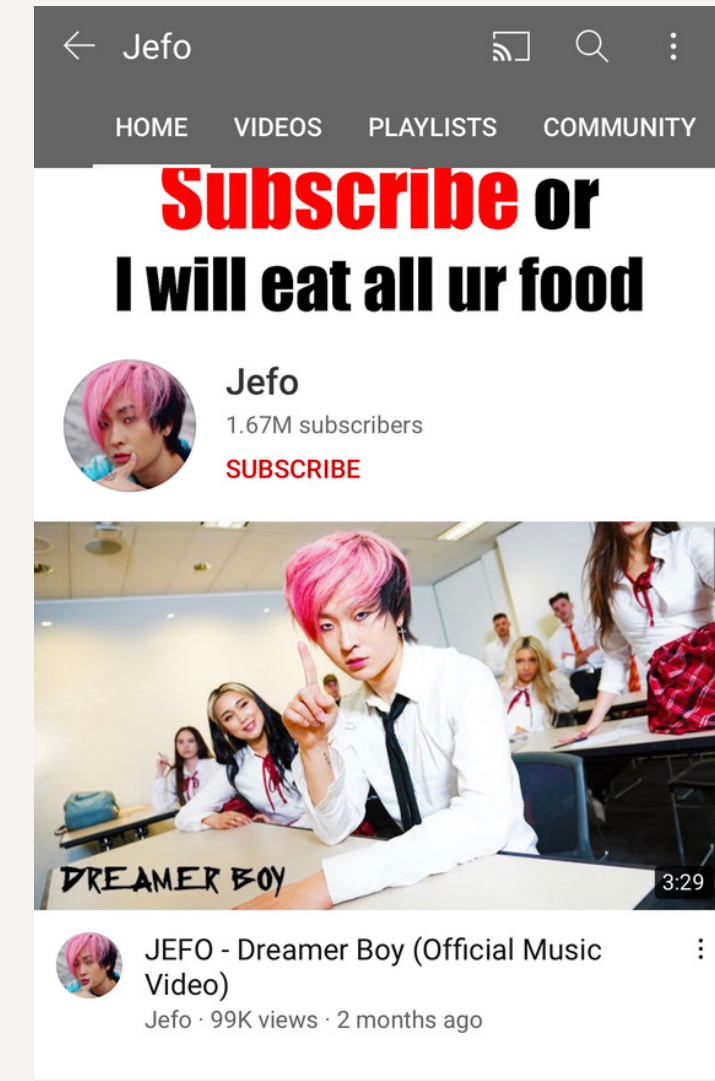 Jefo
HOME VIDEOS PLAYLISTS COMMUNITY
Subscribe or
I will eat all ur food
Jefo
1.67M subscribers
SUBSCRIBE
DREAMER BOY
3:29
JEFO - Dreamer Boy (Official Music
Video)
Jefo · 99K views · 2 months ago